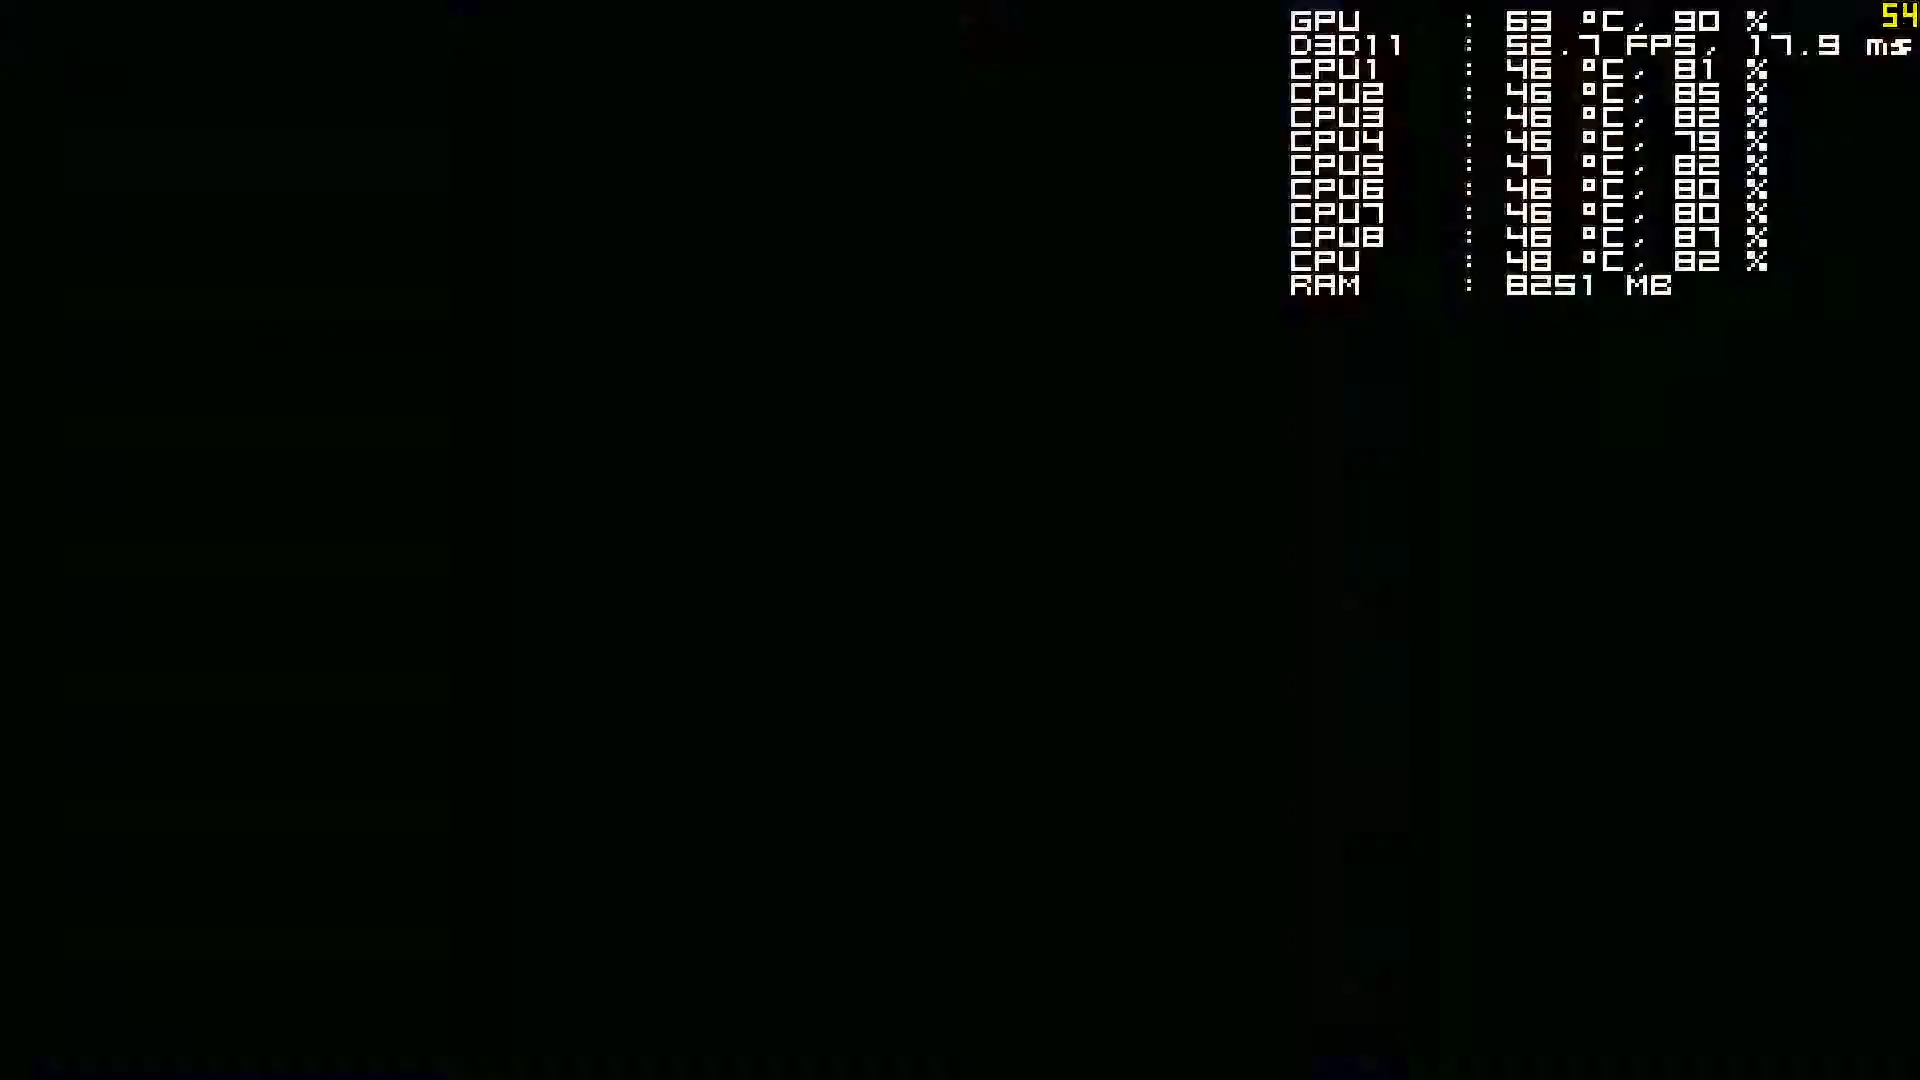 54
GPU : 63 °C, 90 %
D3D11 : 52.7 FPS, 17.9 ms
CPU1 : 46 °C, 81 %
CPU2 : 46 °C, 85 %
CPU3 : 46 °C, 82 %
CPU4 : 46 °C, 79 %
CPU5 : 47 °C, 82 %
CPU6 : 46 °C, 80 %
CPU7 : 46 °C, 80 %
CPU8 : 46 °C, 87 %
CPU : 48 °C, 82 %
RAM : 8251 MB